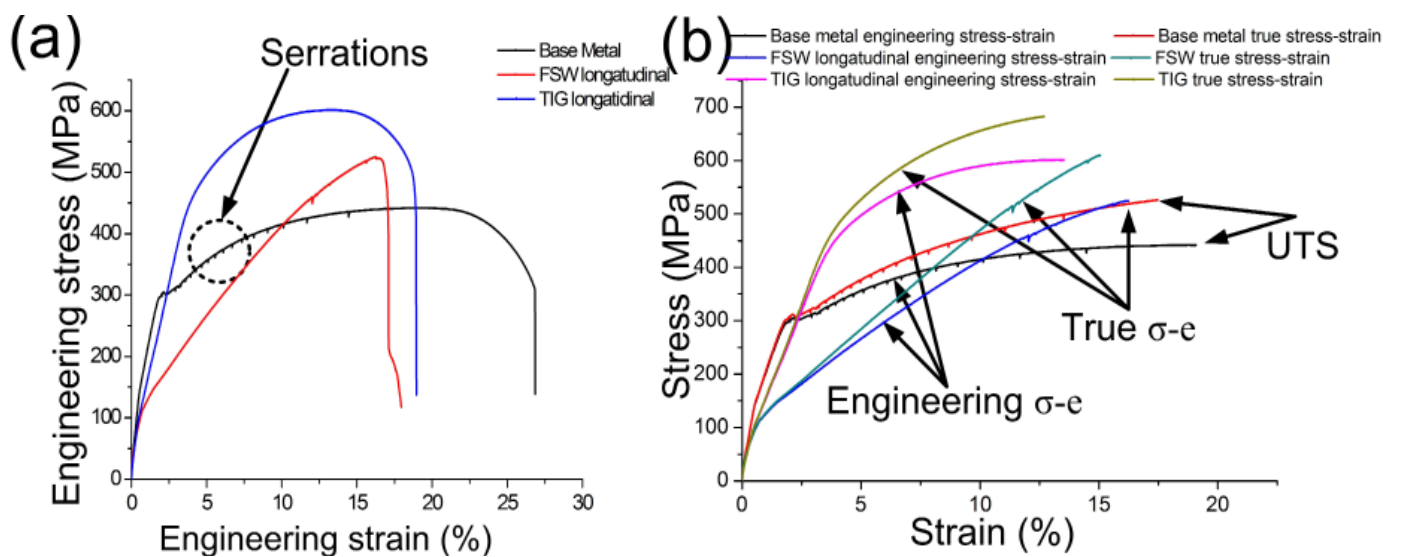 (a)
Serrations
Base Metal
FSW longatudinal
TIG longatidinal
Engineering stress (MPa)
600
500
400
300
200
100
0
0 5 10 15 20 25 30
Engineering strain (%)
(b)
Base metal engineering stress-strain
Base metal true stress-strain
FSW longatudinal engineering stress-strain
FSW true stress-strain
TIG longatudinal engineering stress-strain
TIG true stress-strain
Stress (MPa)
700
600
500
400
300
200
100
0
UTS
True σ-e
Engineering σ-e
0 5 10 15 20
Strain (%)